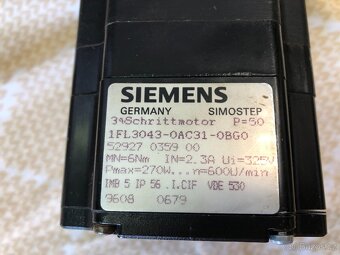 SIEMENS
GERMANY SIMOSTEP
3~Schrittmotor P=50
1FL3043-0AC31-0BG0
52927 0359 00
MN=6Nm IN=2.3A Ui=325V
Pmax=270W...n=600U/min
IMB 5 IP 56 .I.CIF VDE 530
9608 0679